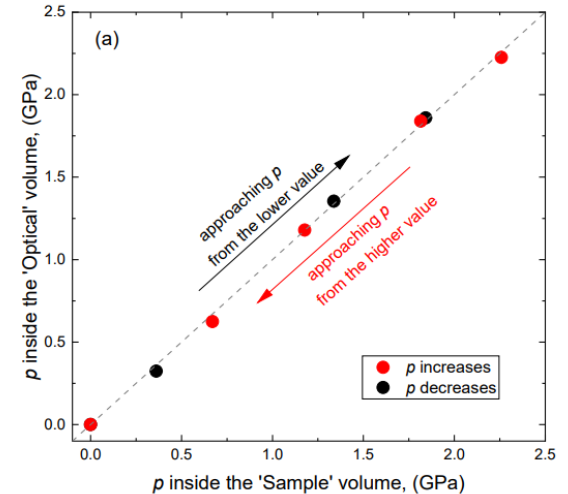 (a)
2.5
2.0
1.5
1.0
0.5
0.0
p inside the 'Optical' volume, (GPa)
approaching p
from the lower value
approaching p
from the higher value
p increases
p decreases
0.0 0.5 1.0 1.5 2.0 2.5
p inside the 'Sample' volume, (GPa)